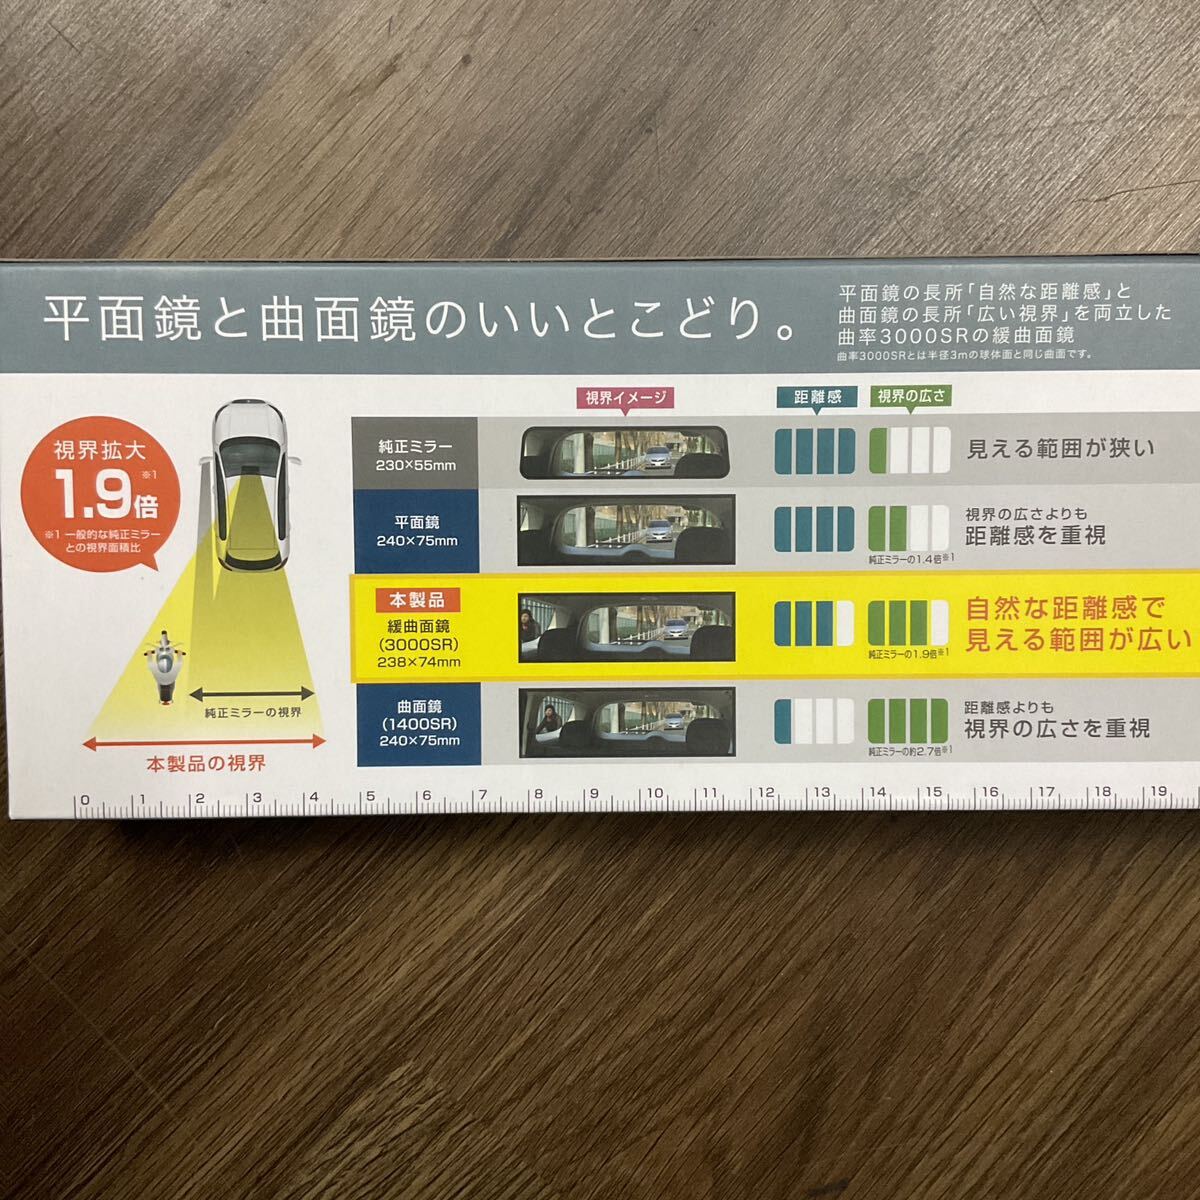 平面鏡と曲面鏡のいいとこどり。
平面鏡の長所「自然な距離感」と
曲面鏡の長所「広い視界」を両立した
曲率3000SRの緩曲面鏡
曲率3000SRとは半径3mの球体面と同じ曲面です。
視界拡大
1.9倍※1
※1 一般的な純正ミラー
との視界面積比
純正ミラーの視界
本製品の視界
視界イメージ
距離感
視界の広さ
純正ミラー
230×55mm
見える範囲が狭い
平面鏡
240×75mm
純正ミラーの1.4倍※1
視界の広さよりも
距離感を重視
本製品
緩曲面鏡
(3000SR)
238×74mm
純正ミラーの1.9倍※1
自然な距離感で
見える範囲が広い
曲面鏡
(1400SR)
240×75mm
純正ミラーの約2.7倍※1
距離感よりも
視界の広さを重視
0 1 2 3 4 5 6 7 8 9 10 11 12 13 14 15 16 17 18 19